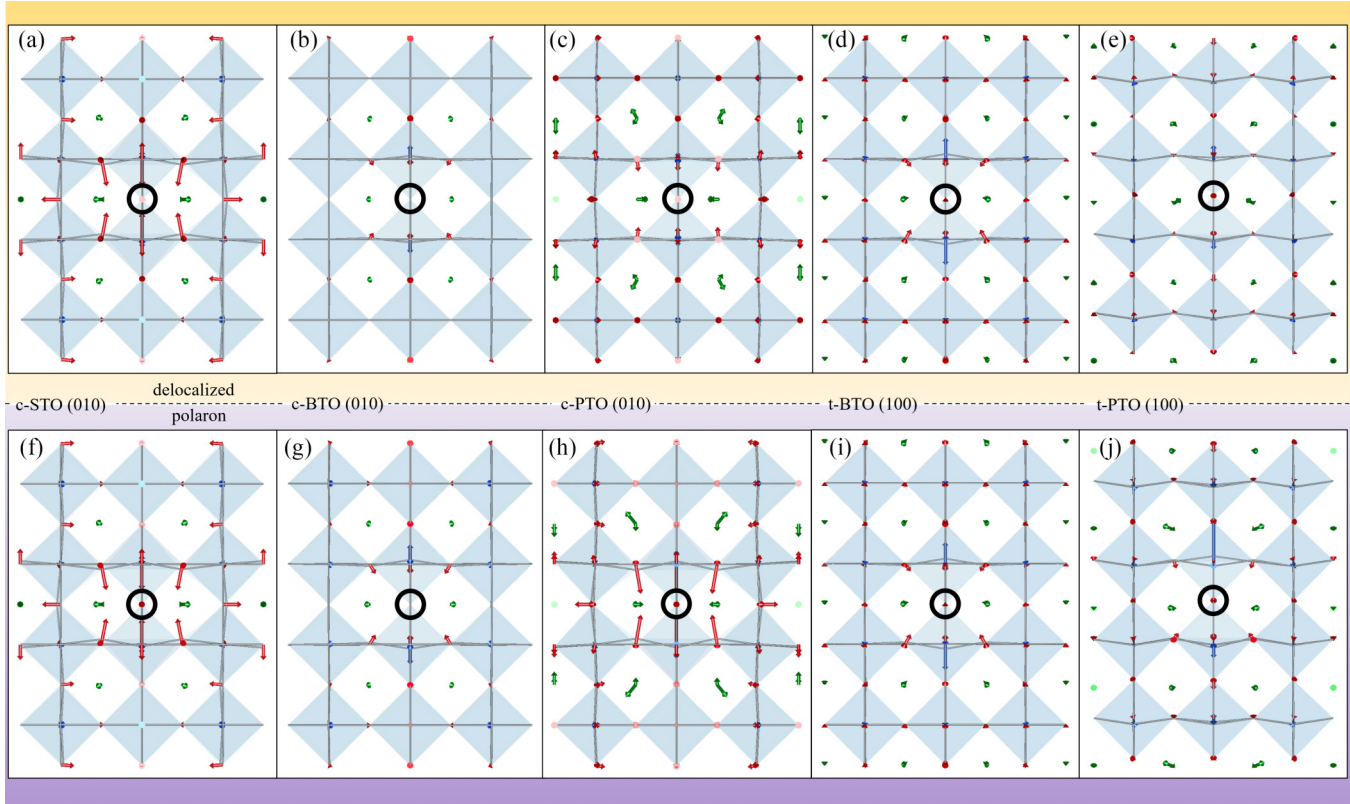 (a) (b) (c) (d) (e)
delocalized
c-STO (010) c-BTO (010) c-PTO (010) t-BTO (100) t-PTO (100)
polaron
(f) (g) (h) (i) (j)